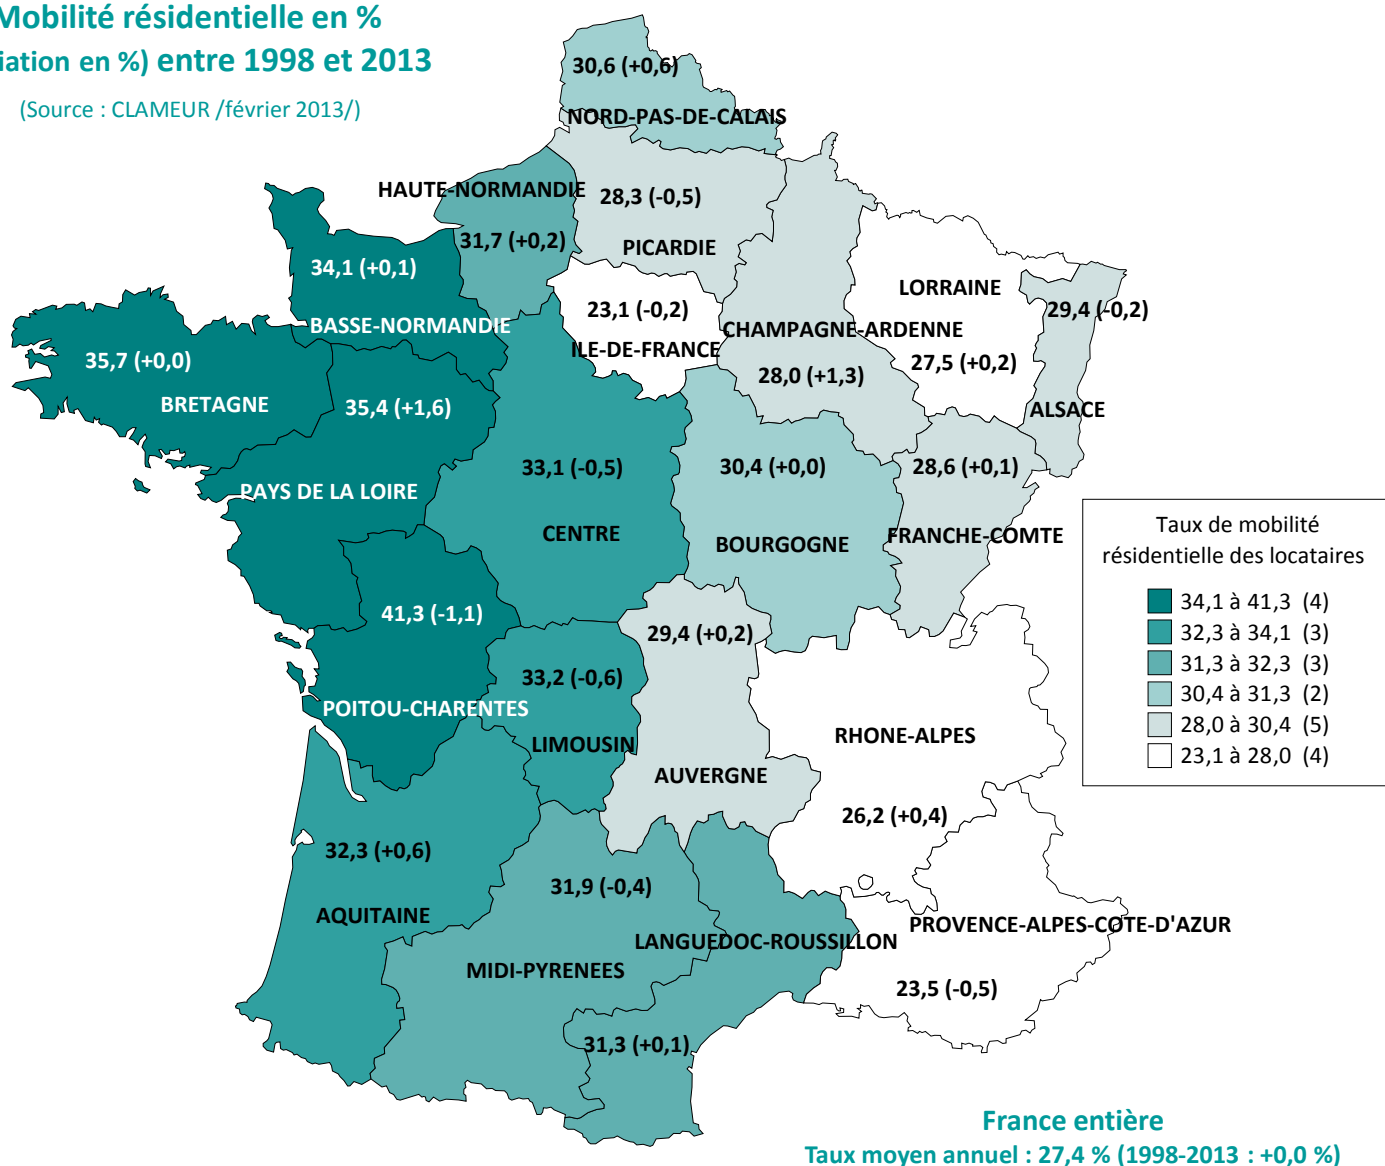 Mobilité résidentielle en %
iation en %) entre 1998 et 2013
(Source : CLAMEUR /février 2013/)
30,6 (+0,6)
NORD-PAS-DE-CALAIS
HAUTE-NORMANDIE
31,7 (+0,2)
28,3 (-0,5)
PICARDIE
34,1 (+0,1)
BASSE-NORMANDIE
23,1 (-0,2)
ILE-DE-FRANCE
CHAMPAGNE-ARDENNE
28,0 (+1,3)
LORRAINE
27,5 (+0,2)
29,4 (-0,2)
ALSACE
35,7 (+0,0)
BRETAGNE
35,4 (+1,6)
PAYS DE LA LOIRE
33,1 (-0,5)
CENTRE
30,4 (+0,0)
BOURGOGNE
28,6 (+0,1)
FRANCHE-COMTE
41,3 (-1,1)
POITOU-CHARENTES
33,2 (-0,6)
LIMOUSIN
29,4 (+0,2)
AUVERGNE
RHONE-ALPES
26,2 (+0,4)
32,3 (+0,6)
AQUITAINE
31,9 (-0,4)
MIDI-PYRENEES
LANGUEDOC-ROUSSILLON
31,3 (+0,1)
PROVENCE-ALPES-COTE-D'AZUR
23,5 (-0,5)
Taux de mobilité
résidentielle des locataires
34,1 à 41,3 (4)
32,3 à 34,1 (3)
31,3 à 32,3 (3)
30,4 à 31,3 (2)
28,0 à 30,4 (5)
23,1 à 28,0 (4)
France entière
Taux moyen annuel : 27,4 % (1998-2013 : +0,0 %)